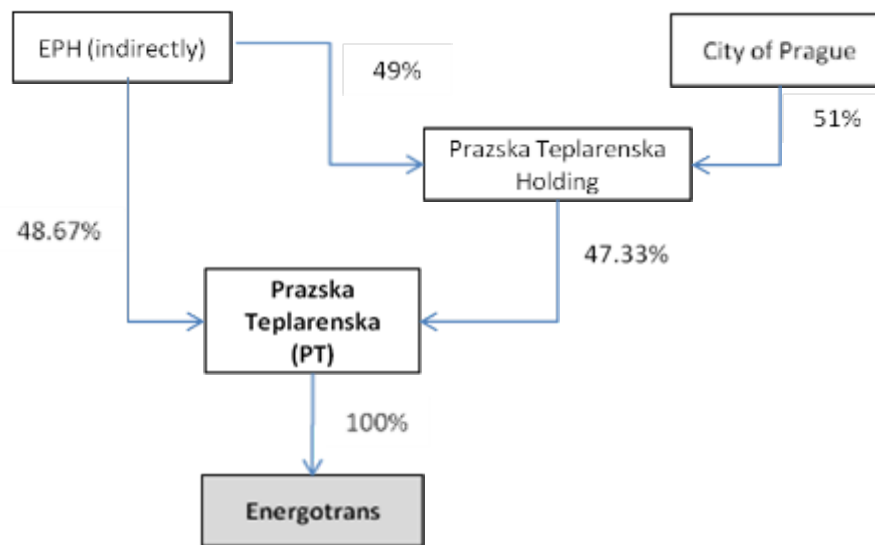 EPH (indirectly)
49%
City of Prague
51%
Prazska Teplarenska
Holding
48.67%
47.33%
Prazska
Teplarenska
(PT)
100%
Energotrans